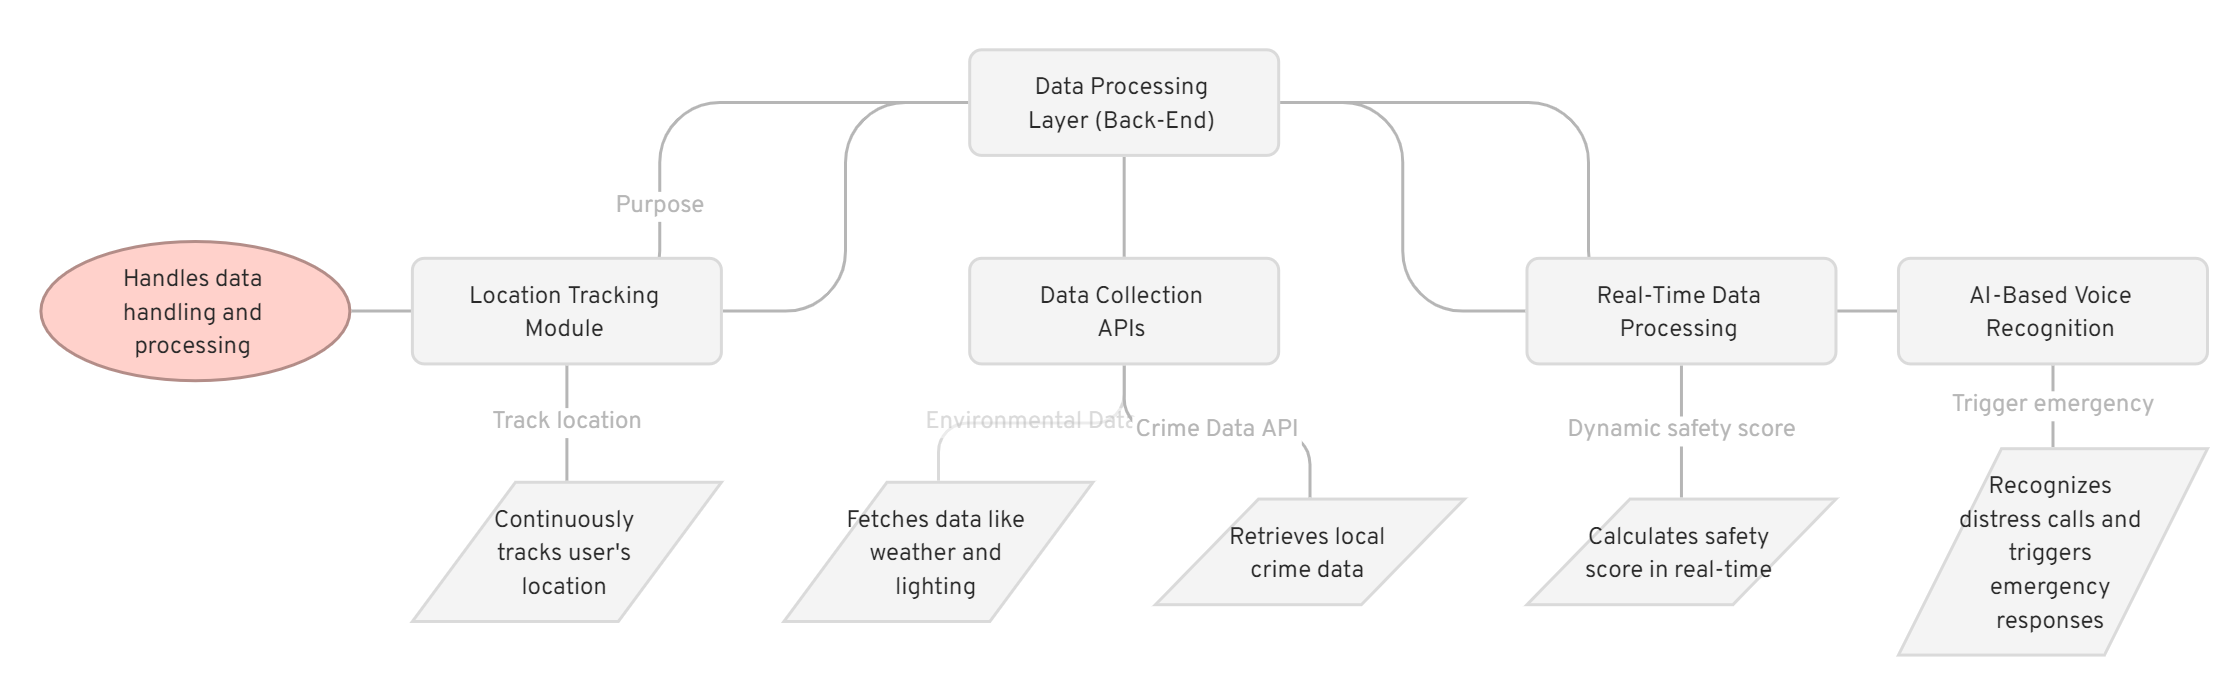 Data Processing
Layer (Back-End)
Purpose
Handles data
handling and
processing
Location Tracking
Module
Data Collection
APIs
Real-Time Data
Processing
AI-Based Voice
Recognition
Track location
Environmental Data
Crime Data API
Dynamic safety score
Trigger emergency
Continuously
tracks user's
location
Fetches data like
weather and
lighting
Retrieves local
crime data
Calculates safety
score in real-time
Recognizes
distress calls and
triggers
emergency
responses